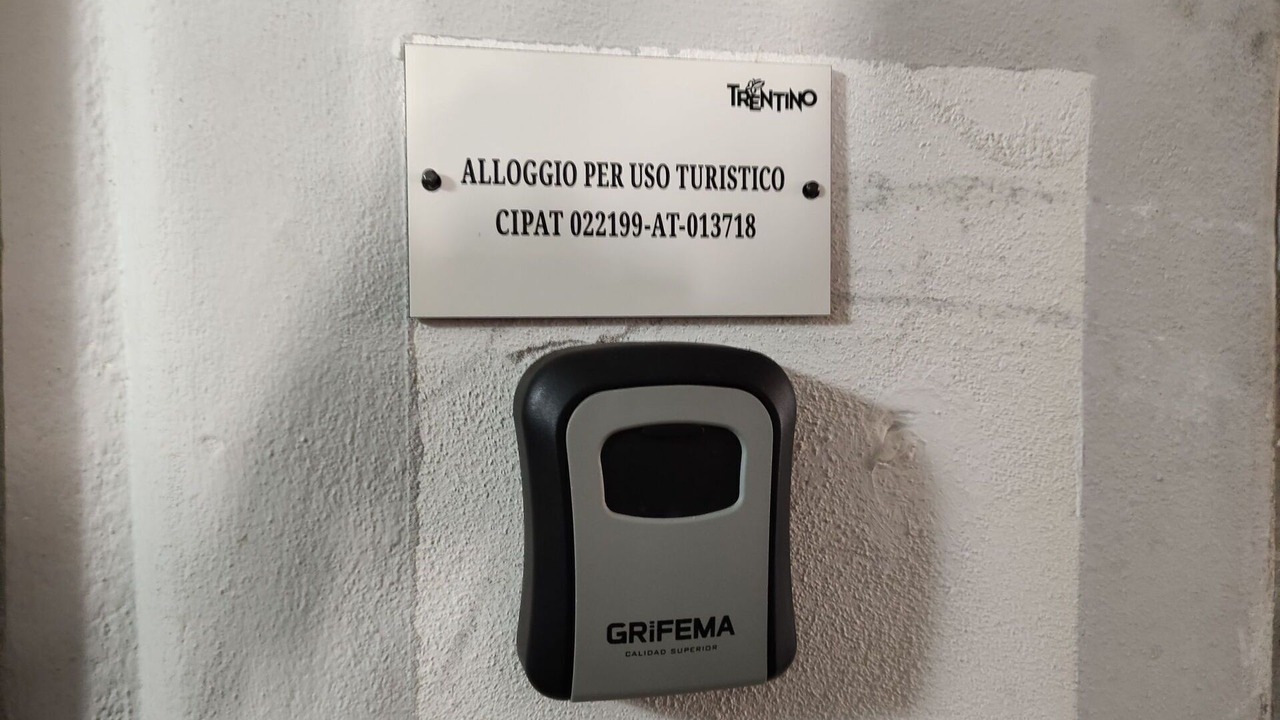 TRENTINO
ALLOGGIO PER USO TURISTICO
CIPAT 022199-AT-013718
GRiFEMA
CALIDAD SUPERIOR